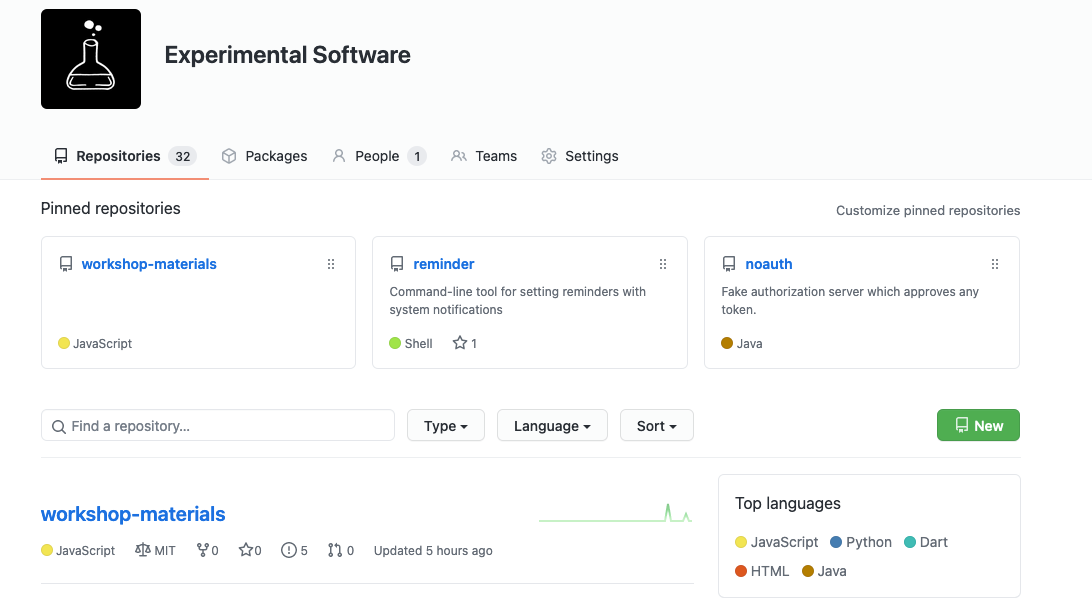 Experimental Software
Repositories 32 Packages People 1 Teams Settings
Pinned repositories
Customize pinned repositories
workshop-materials
JavaScript
reminder
Command-line tool for setting reminders with
system notifications
Shell 1
noauth
Fake authorization server which approves any
token.
Java
Find a repository...
Type
Language
Sort
New
workshop-materials
JavaScript MIT 0 0 5 0 Updated 5 hours ago
Top languages
JavaScript Python Dart
HTML Java